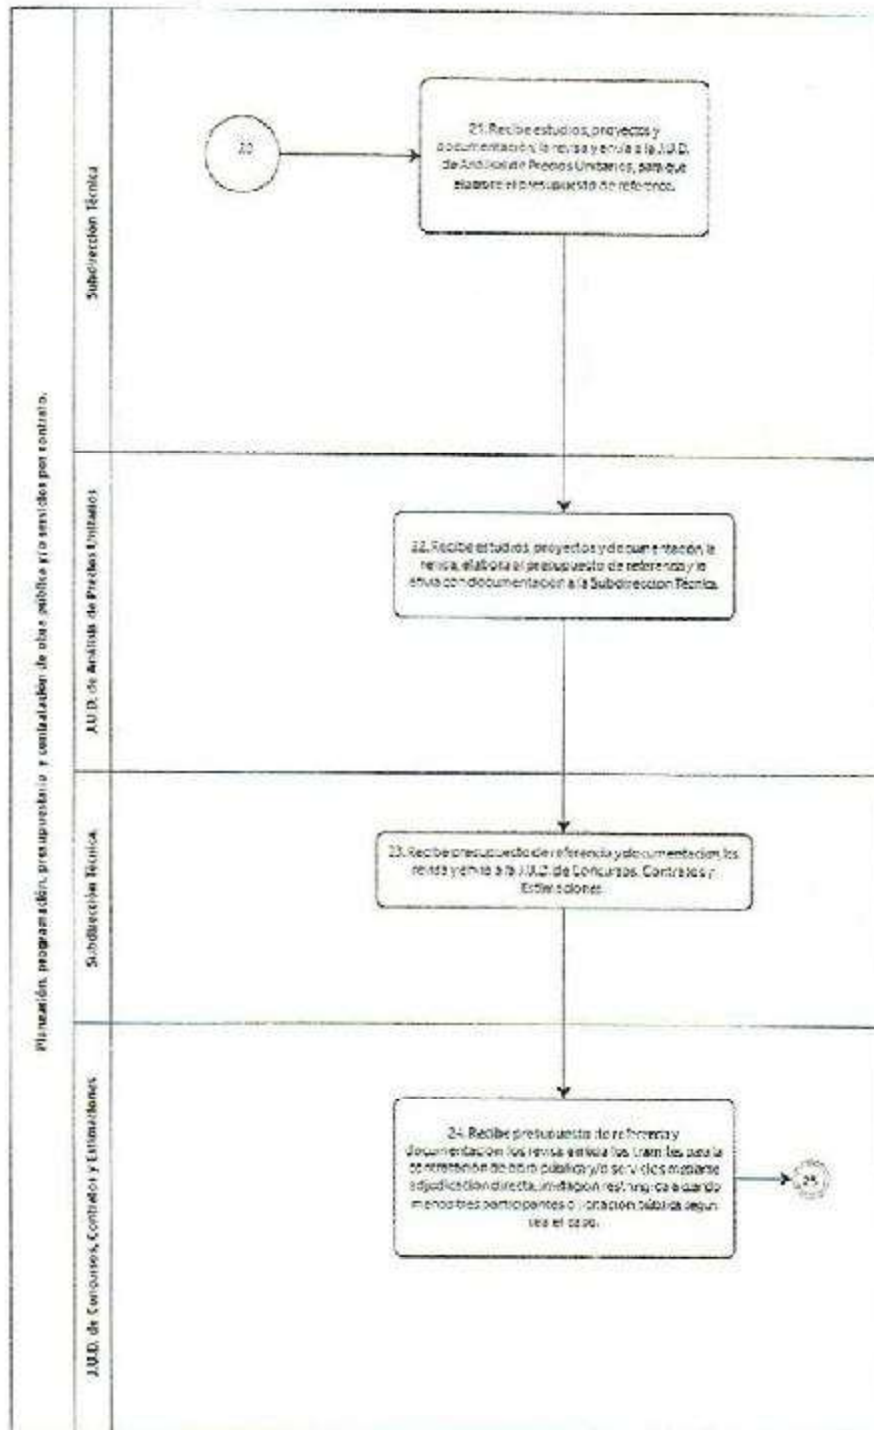 Planeación, programación, presupuestario y contratación de obra pública y/o servicios por contrato.
Subdirección Técnica
20
21. Recibe estudios, proyectos y
documentación, la revisa y envía a la J.U.D.
de Análisis de Precios Unitarios, para que
elabore el presupuesto de referencia.
J.U.D. de Análisis de Precios Unitarios
22. Recibe estudios, proyectos y documentación, la
revisa, elabora el presupuesto de referencia y lo
envía con documentación a la Subdirección Técnica.
Subdirección Técnica
23. Recibe presupuesto de referencia y documentación, los
revisa y envía a la J.U.D. de Concursos, Contratos y
Estimaciones.
J.U.D. de Concursos, Contratos y Estimaciones
24. Recibe presupuesto de referencia y
documentación, los revisa e inicia los trámites para la
contratación de obra pública y/o servicios mediante
adjudicación directa, invitación restringida a cuando
menos tres participantes o licitación pública según
sea el caso.
25